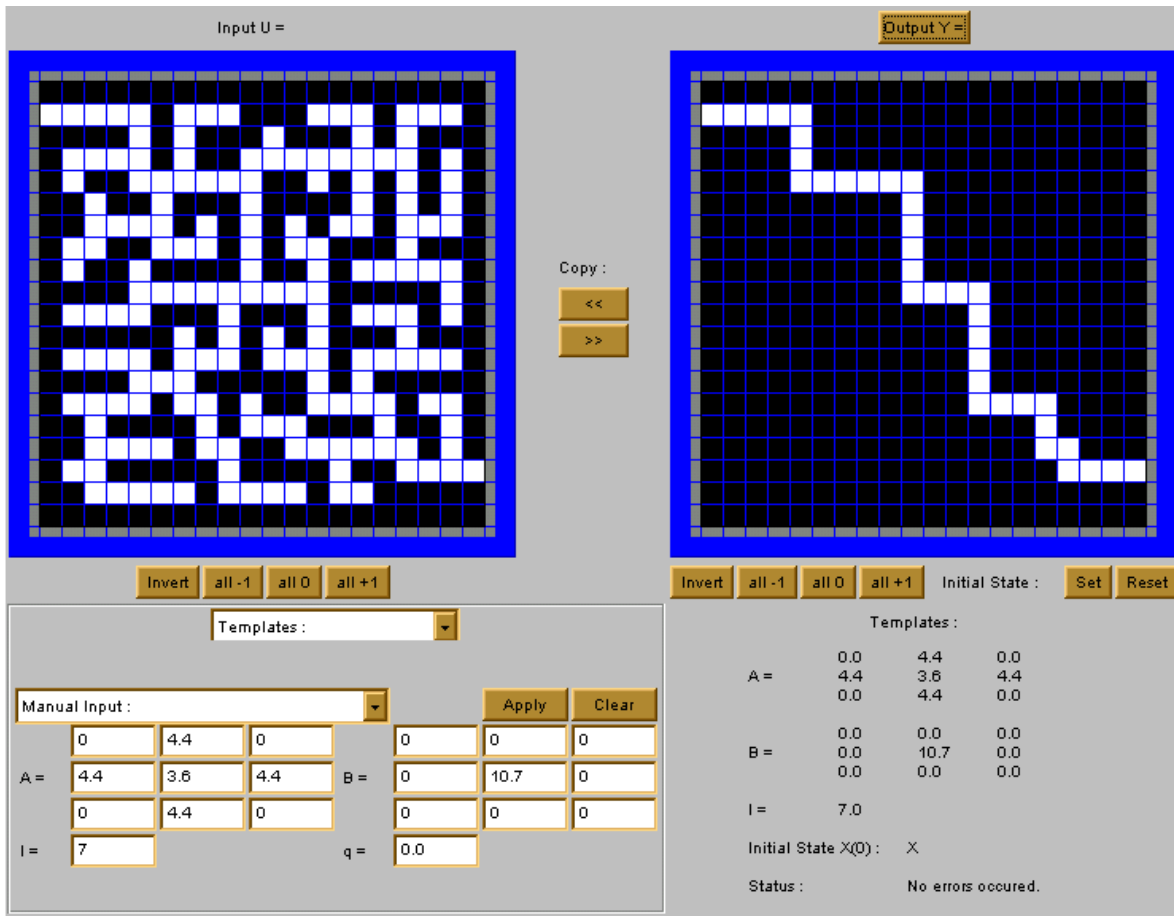 Input U =
Output Y =
Copy :
<<
>>
Invert all -1 all 0 all +1
Invert all -1 all 0 all +1 Initial State : Set Reset
Templates :
Manual Input : Apply Clear
0 4.4 0 0 0 0
A = 4.4 3.6 4.4 B = 0 10.7 0
0 4.4 0 0 0 0
I = 7 q = 0.0
Templates :
0.0 4.4 0.0
A = 4.4 3.6 4.4
0.0 4.4 0.0
0.0 0.0 0.0
B = 0.0 10.7 0.0
0.0 0.0 0.0
I = 7.0
Initial State X(0) : X
Status : No errors occured.